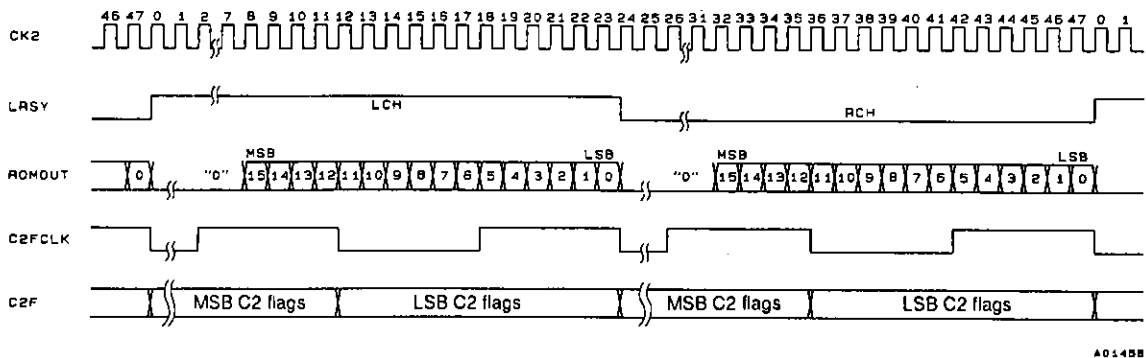 46 47 0 1 2 7 8 9 10 11 12 13 14 15 16 17 18 19 20 21 22 23 24 25 26 31 32 33 34 35 36 37 38 39 40 41 42 43 44 45 46 47 0 1
CK2
LRSY
LCH
RCH
MSB
LSB
MSB
LSB
ROMOUT
0 "0" 15 14 13 12 11 10 9 8 7 6 5 4 3 2 1 0 "0" 15 14 13 12 11 10 9 8 7 6 5 4 3 2 1 0
C2FCLK
C2F
MSB C2 flags
LSB C2 flags
MSB C2 flags
LSB C2 flags
A01458